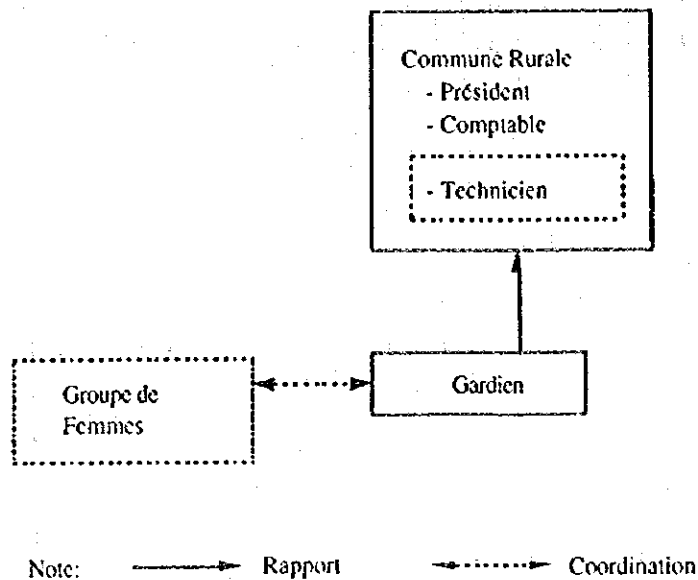 Commune Rurale
- Président
- Comptable
- Technicien
Gardien
Groupe de
Femmes
Note: Rapport Coordination